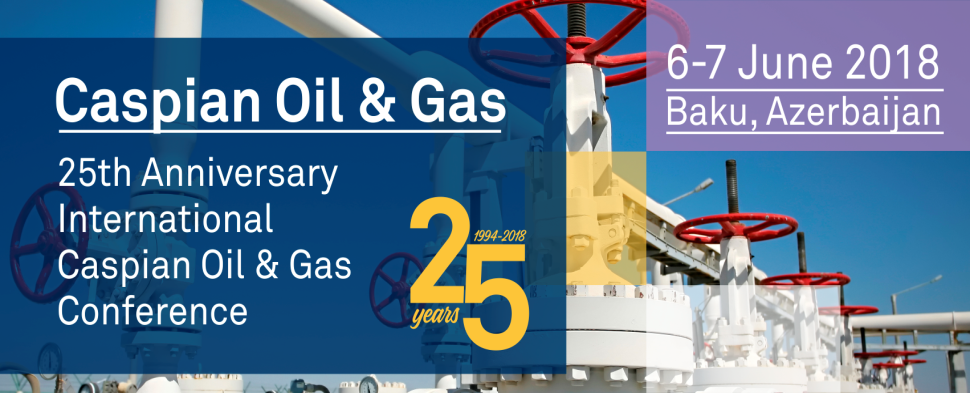 Caspian Oil & Gas
25th Anniversary
International
Caspian Oil & Gas
Conference
25
1994-2018
years
6-7 June 2018
Baku, Azerbaijan